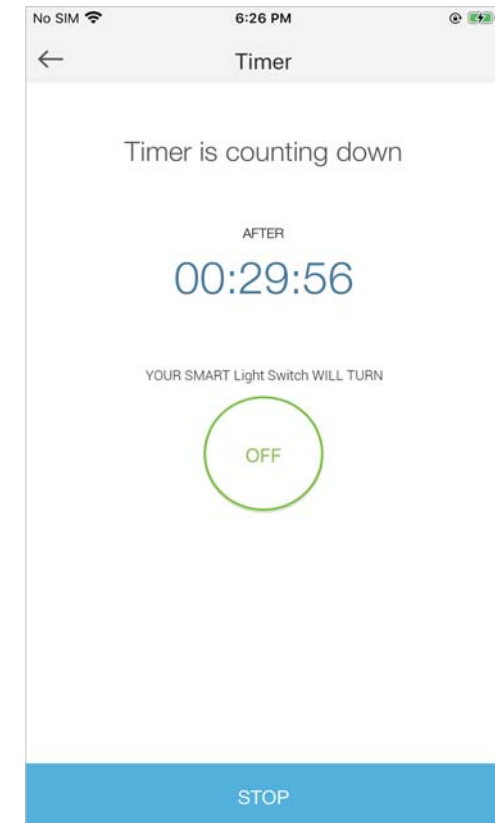 No SIM 6:26 PM
Timer
Timer is counting down
AFTER
00:29:56
YOUR SMART Light Switch WILL TURN
OFF
STOP